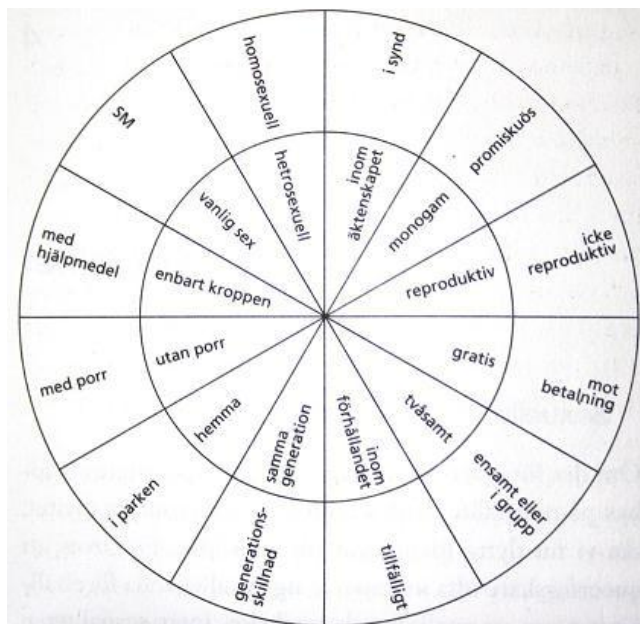 homosexuell
i synd
SM
promiskuös
hetrosexuell
inom
äktenskapet
vanlig sex
monogam
med
hjälpmedel
icke
reproduktiv
enbart kroppen
reproduktiv
utan porr
gratis
med porr
mot
betalning
hemma
tvåsamt
samma
generation
inom
förhållandet
i parken
ensamt eller
i grupp
generations-
skillnad
tillfälligt